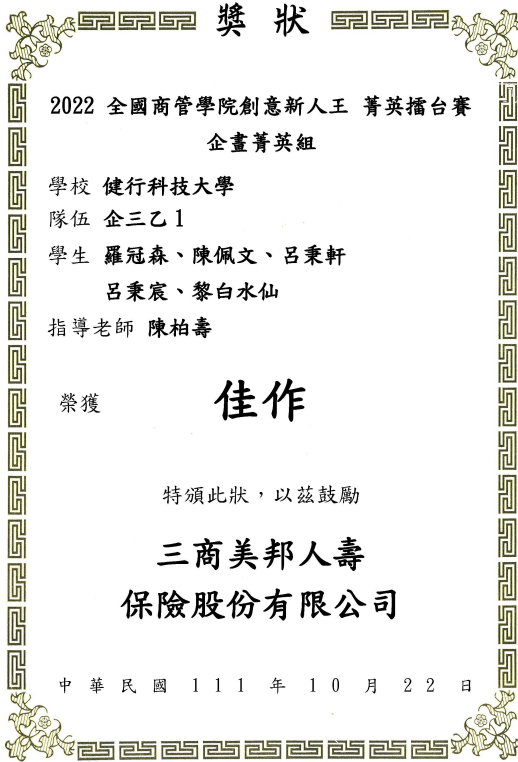 獎狀
2022 全國商管學院創意新人王 菁英擂台賽
企畫菁英組
學校 健行科技大學
隊伍 企三乙1
學生 羅冠森、陳佩文、呂秉軒
呂秉宸、黎白水仙
指導老師 陳柏壽
榮獲 佳作
特頒此狀，以茲鼓勵
三商美邦人壽
保險股份有限公司
中華民國 111 年 10 月 22 日